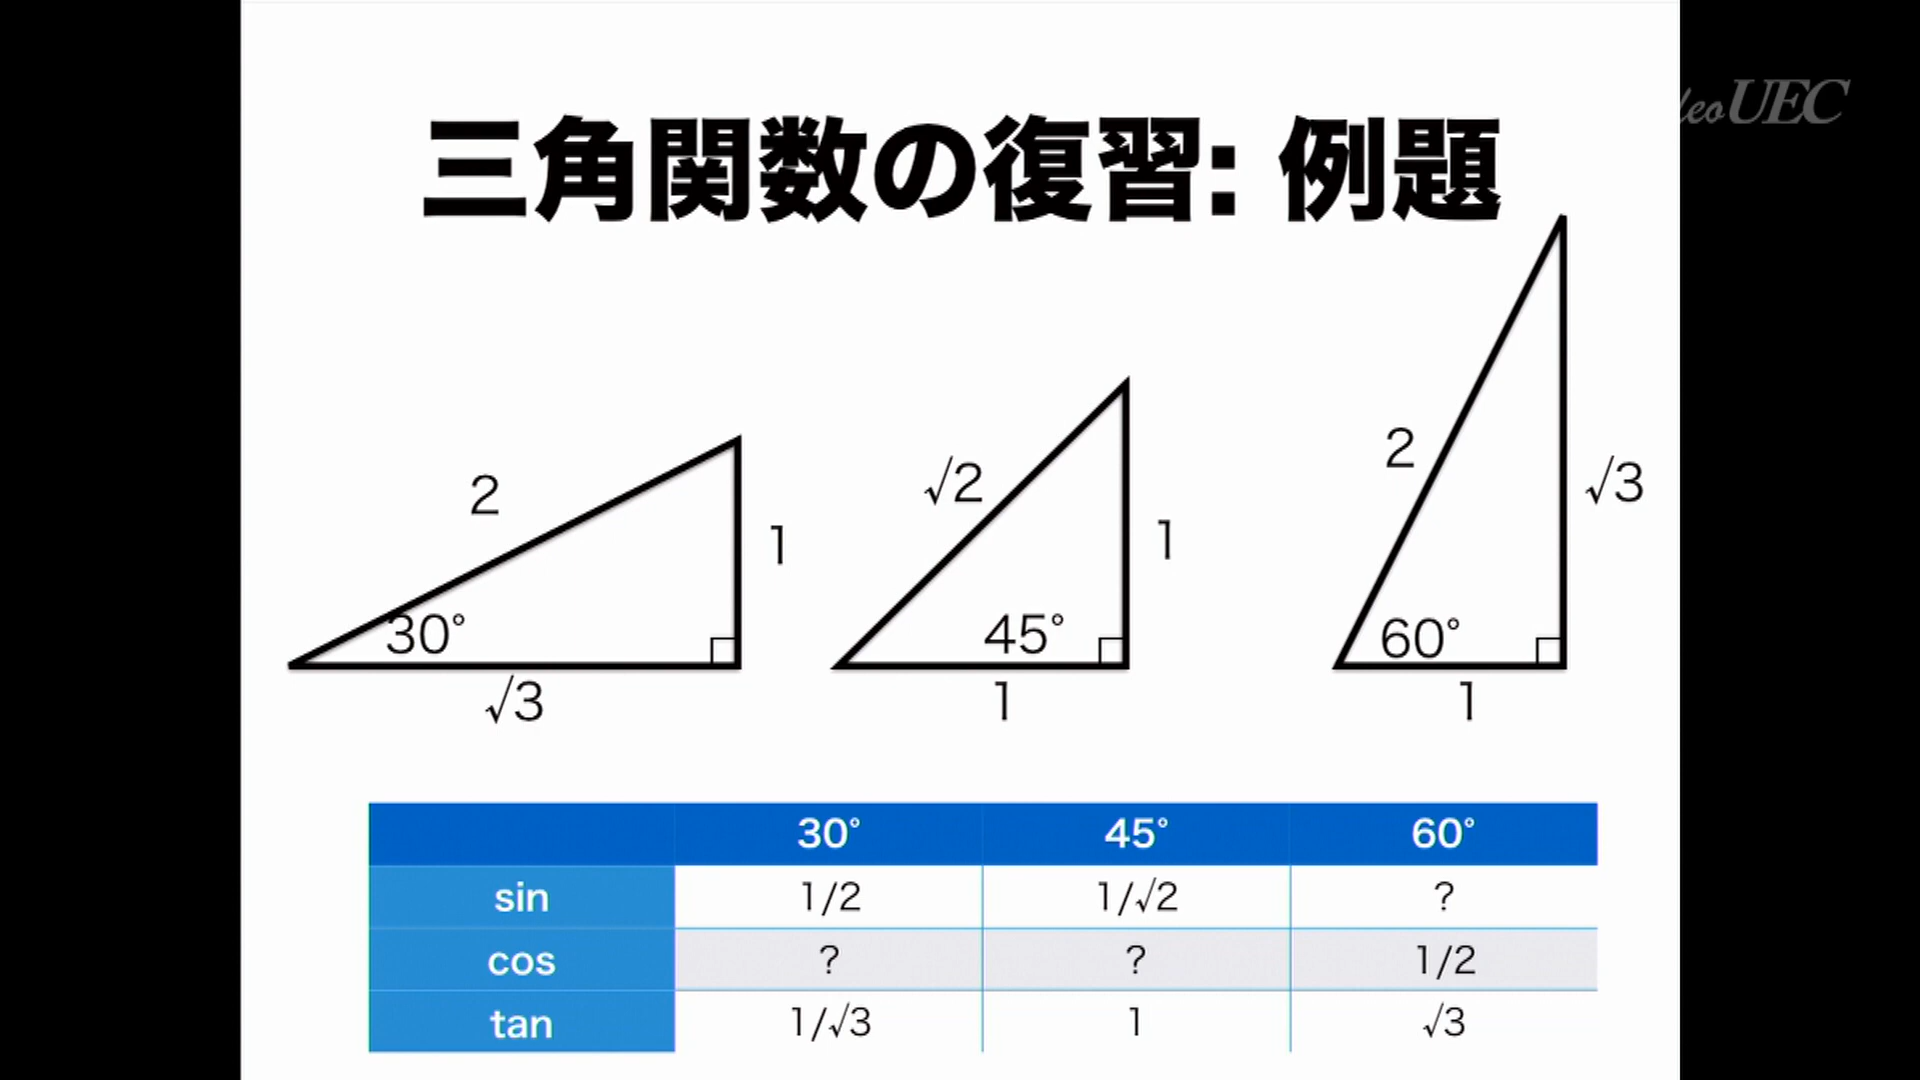 deoUEC
三角関数の復習: 例題
2
1
30°
√3
√2
1
45°
1
2
√3
60°
1
30° 45° 60°
sin 1/2 1/√2 ?
cos ? ? 1/2
tan 1/√3 1 √3